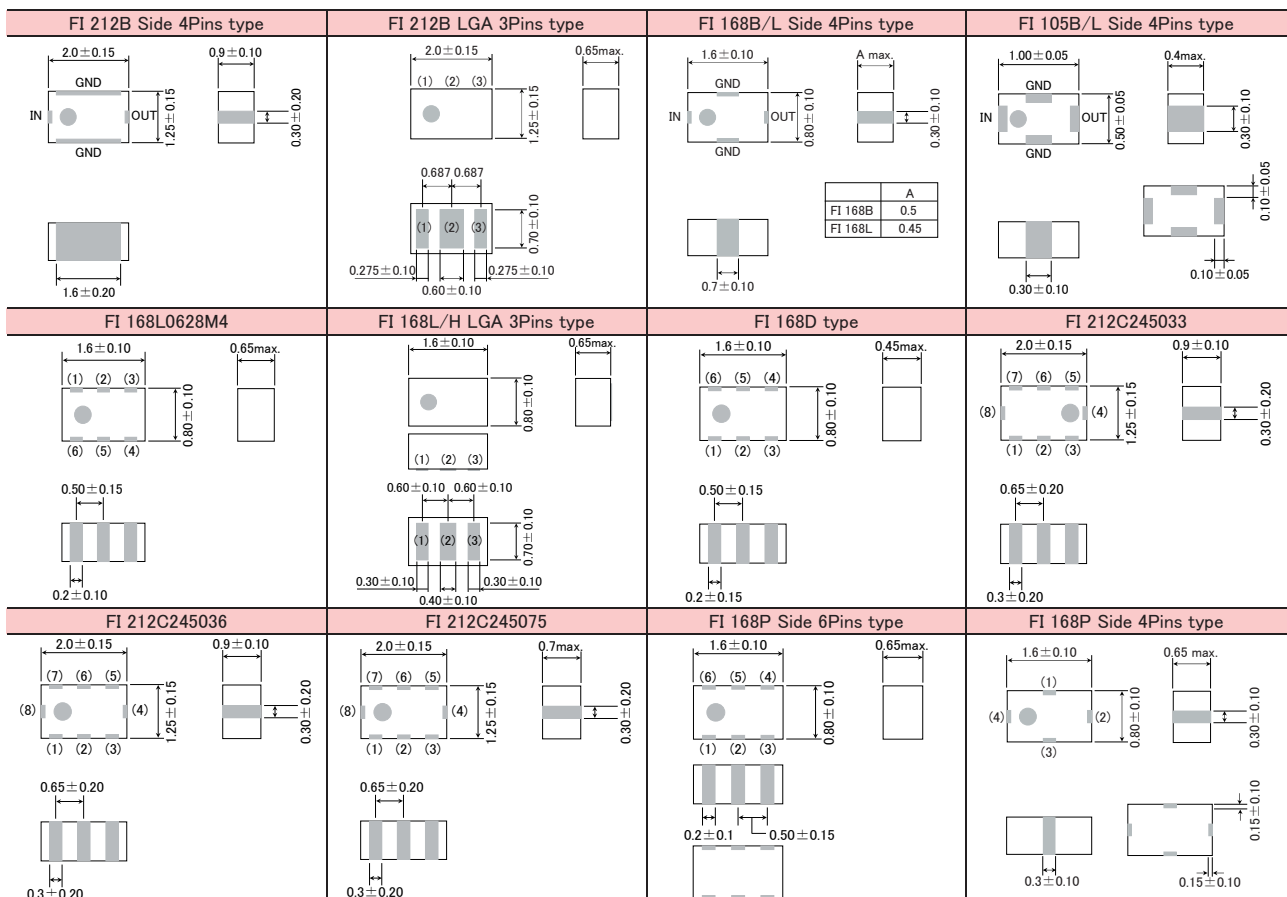 FI 212B Side 4Pins type
2.0±0.15
0.9±0.10
GND
IN
OUT
GND
1.25±0.15
0.30±0.20
1.6±0.20
FI 212B LGA 3Pins type
2.0±0.15
0.65max.
(1) (2) (3)
1.25±0.15
0.687 0.687
(1) (2) (3)
0.70±0.10
0.275±0.10 0.275±0.10
0.60±0.10
FI 168B/L Side 4Pins type
1.6±0.10
A max.
GND
IN
OUT
GND
0.80±0.10
0.30±0.10
A
FI 168B 0.5
FI 168L 0.45
0.7±0.10
FI 105B/L Side 4Pins type
1.00±0.05
0.4max.
GND
IN
OUT
GND
0.50±0.05
0.30±0.10
0.10±0.05
0.10±0.05
0.30±0.10
FI 168L0628M4
1.6±0.10
0.65max.
(1) (2) (3)
0.80±0.10
(6) (5) (4)
0.50±0.15
0.2±0.10
FI 168L/H LGA 3Pins type
1.6±0.10
0.65max.
0.80±0.10
(1) (2) (3)
0.60±0.10 0.60±0.10
(1) (2) (3)
0.70±0.10
0.30±0.10 0.30±0.10
0.40±0.10
FI 168D type
1.6±0.10
0.45max.
(6) (5) (4)
0.80±0.10
(1) (2) (3)
0.50±0.15
0.2±0.15
FI 212C245033
2.0±0.15
0.9±0.10
(7) (6) (5)
(8)
(4)
1.25±0.15
0.30±0.20
(1) (2) (3)
0.65±0.20
0.3±0.20
FI 212C245036
2.0±0.15
0.9±0.10
(7) (6) (5)
(8)
(4)
1.25±0.15
0.30±0.20
(1) (2) (3)
0.65±0.20
0.3±0.20
FI 212C245075
2.0±0.15
0.7max.
(7) (6) (5)
(8)
(4)
1.25±0.15
0.30±0.20
(1) (2) (3)
0.65±0.20
0.3±0.20
FI 168P Side 6Pins type
1.6±0.10
0.65max.
(6) (5) (4)
0.80±0.10
(1) (2) (3)
0.2±0.1
0.50±0.15
FI 168P Side 4Pins type
1.6±0.10
0.65 max.
(1)
(4)
(2)
(3)
0.80±0.10
0.30±0.10
0.15±0.10
0.3±0.10
0.15±0.10